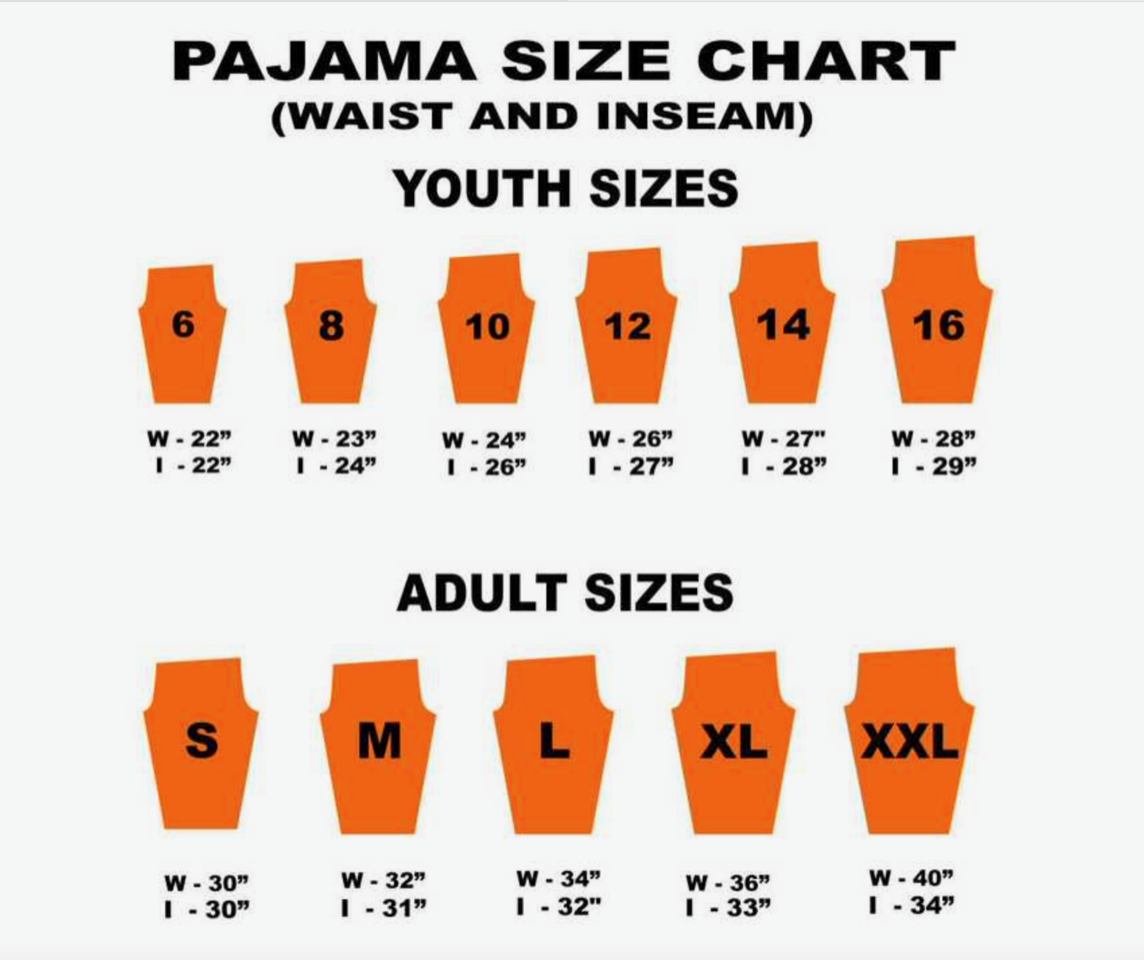 PAJAMA SIZE CHART
(WAIST AND INSEAM)
YOUTH SIZES
6 8 10 12 14 16
W - 22” W - 23” W - 24” W - 26” W - 27" W - 28”
I - 22” I - 24” I - 26” I - 27” I - 28” I - 29”
ADULT SIZES
S M L XL XXL
W - 30” W - 32” W - 34” W - 36” W - 40”
I - 30” I - 31” I - 32" I - 33” I - 34”